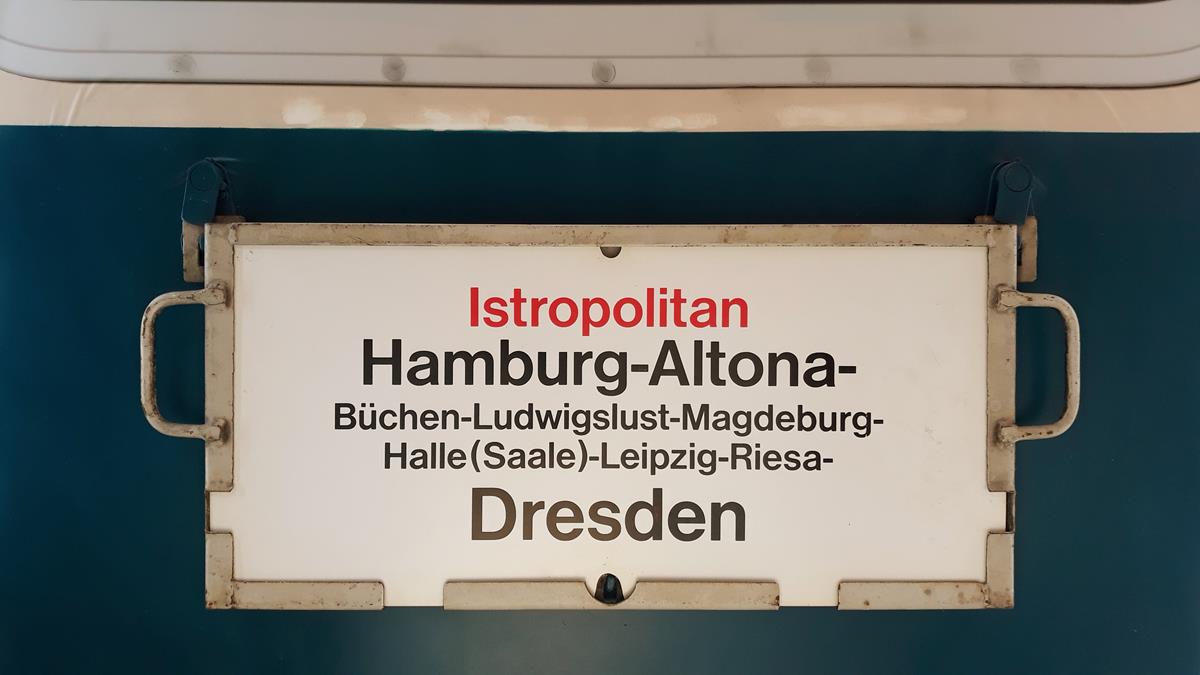 Istropolitan
Hamburg-Altona-
Büchen-Ludwigslust-Magdeburg-
Halle(Saale)-Leipzig-Riesa-
Dresden